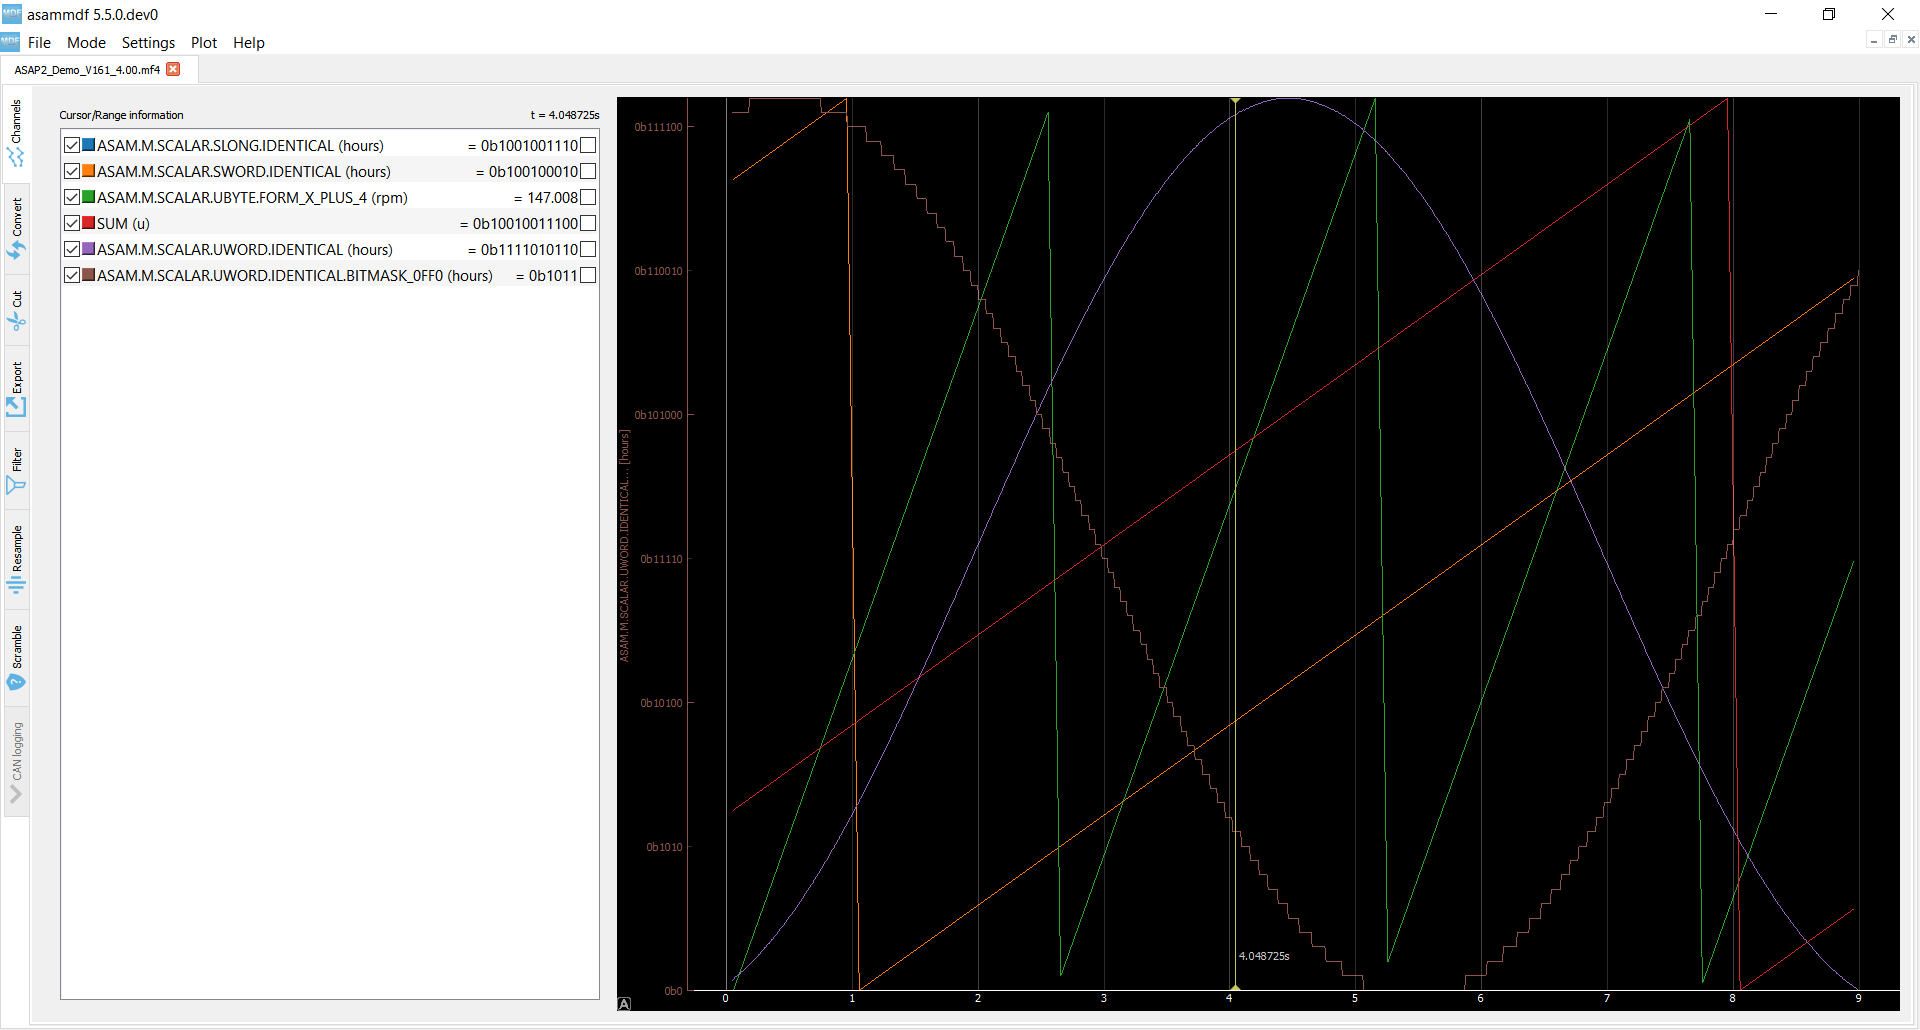 MDF asammdf 5.5.0.dev0
MDF File Mode Settings Plot Help
ASAP2_Demo_V161_4.00.mf4
Channels
Convert
Cut
Export
Filter
Resample
Scramble
CAN logging
Cursor/Range information t = 4.048725s
ASAM.M.SCALAR.SLONG.IDENTICAL (hours) = 0b1001001110
ASAM.M.SCALAR.SWORD.IDENTICAL (hours) = 0b100100010
ASAM.M.SCALAR.UBYTE.FORM_X_PLUS_4 (rpm) = 147.008
SUM (u) = 0b10010011100
ASAM.M.SCALAR.UWORD.IDENTICAL (hours) = 0b1111010110
ASAM.M.SCALAR.UWORD.IDENTICAL.BITMASK_0FF0 (hours) = 0b1011
ASAM.M.SCALAR.UWORD.IDENTICAL... [hours]
0b111100
0b110010
0b101000
0b11110
0b10100
0b1010
0b0
4.048725s
A
0 1 2 3 4 5 6 7 8 9